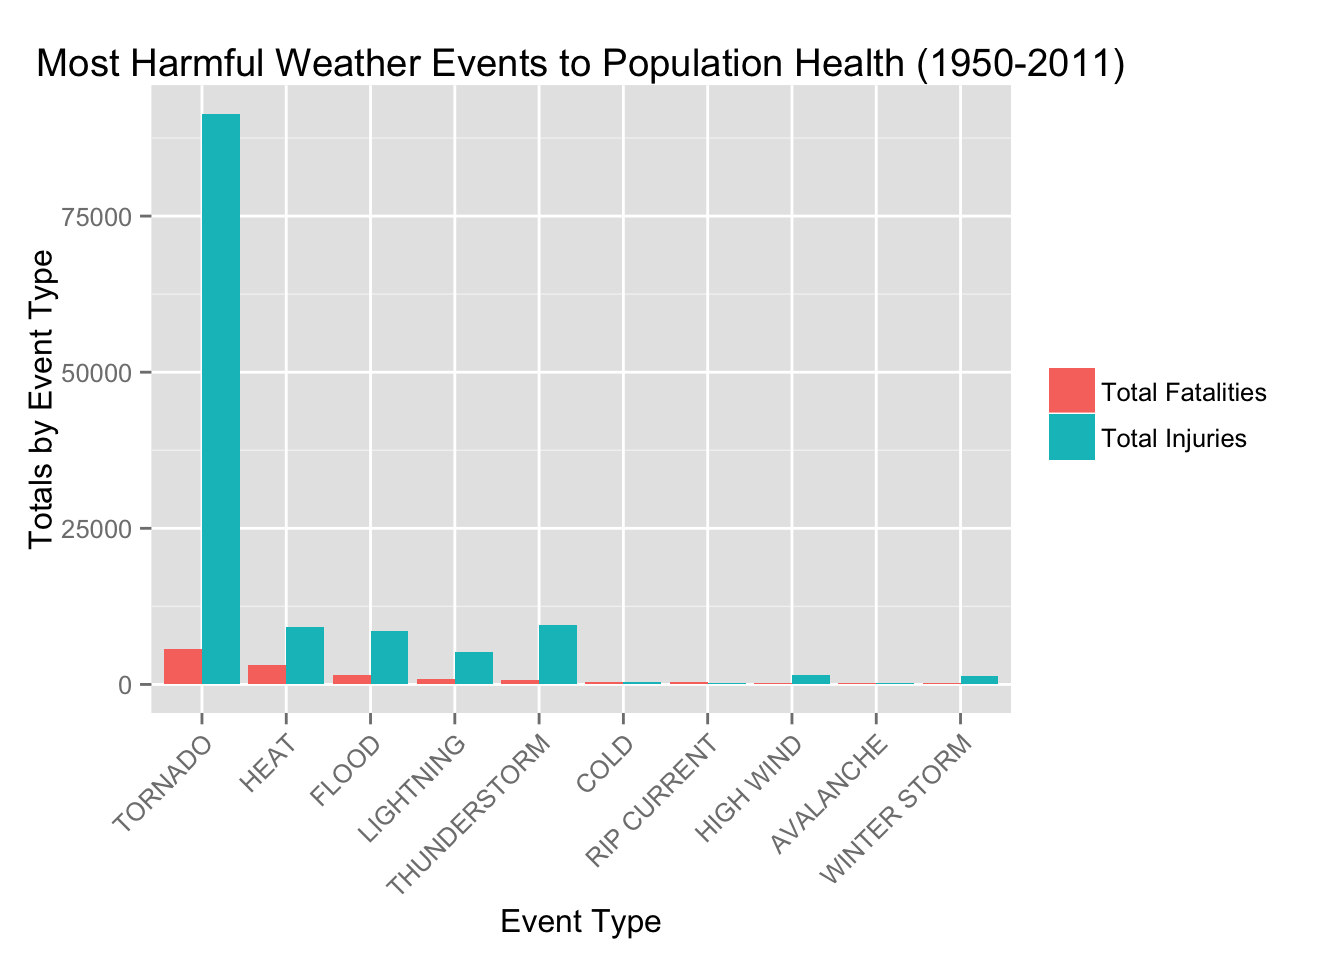 Most Harmful Weather Events to Population Health (1950-2011)
Totals by Event Type
75000
50000
25000
0
TORNADO
HEAT
FLOOD
LIGHTNING
THUNDERSTORM
COLD
RIP CURRENT
HIGH WIND
AVALANCHE
WINTER STORM
Event Type
Total Fatalities
Total Injuries